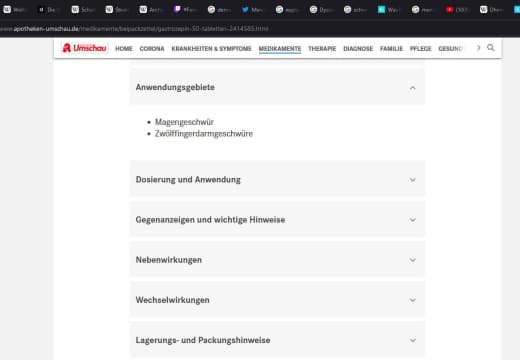 www.apotheken-umschau.de/medikamente/beipackzettel/gastrozepin-50-tabletten-2414585.html
Umschau
HOME CORONA KRANKHEITEN & SYMPTOME MEDIKAMENTE THERAPIE DIAGNOSE FAMILIE PFLEGE GESUND
Anwendungsgebiete
• Magengeschwür
• Zwölffingerdarmgeschwüre
Dosierung und Anwendung
Gegenanzeigen und wichtige Hinweise
Nebenwirkungen
Wechselwirkungen
Lagerungs- und Packungshinweise